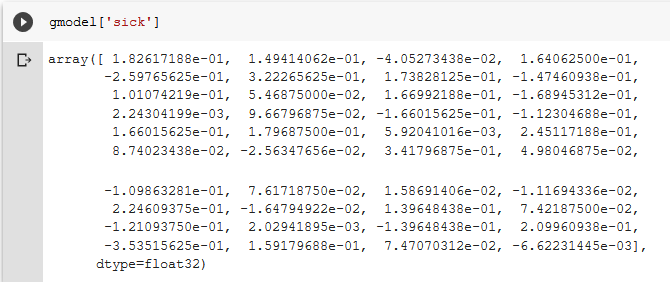 gmodel['sick']
array([ 1.82617188e-01, 1.49414062e-01, -4.05273438e-02, 1.64062500e-01,
-2.59765625e-01, 3.22265625e-01, 1.73828125e-01, -1.47460938e-01,
1.01074219e-01, 5.46875000e-02, 1.66992188e-01, -1.68945312e-01,
2.24304199e-03, 9.66796875e-02, -1.66015625e-01, -1.12304688e-01,
1.66015625e-01, 1.79687500e-01, 5.92041016e-03, 2.45117188e-01,
8.74023438e-02, -2.56347656e-02, 3.41796875e-01, 4.98046875e-02,
-1.09863281e-01, 7.61718750e-02, 1.58691406e-02, -1.11694336e-02,
2.24609375e-01, -1.64794922e-02, 1.39648438e-01, 7.42187500e-02,
-1.21093750e-01, 2.02941895e-03, -1.39648438e-01, 2.09960938e-01,
-3.53515625e-01, 1.59179688e-01, 7.47070312e-02, -6.62231445e-03],
dtype=float32)